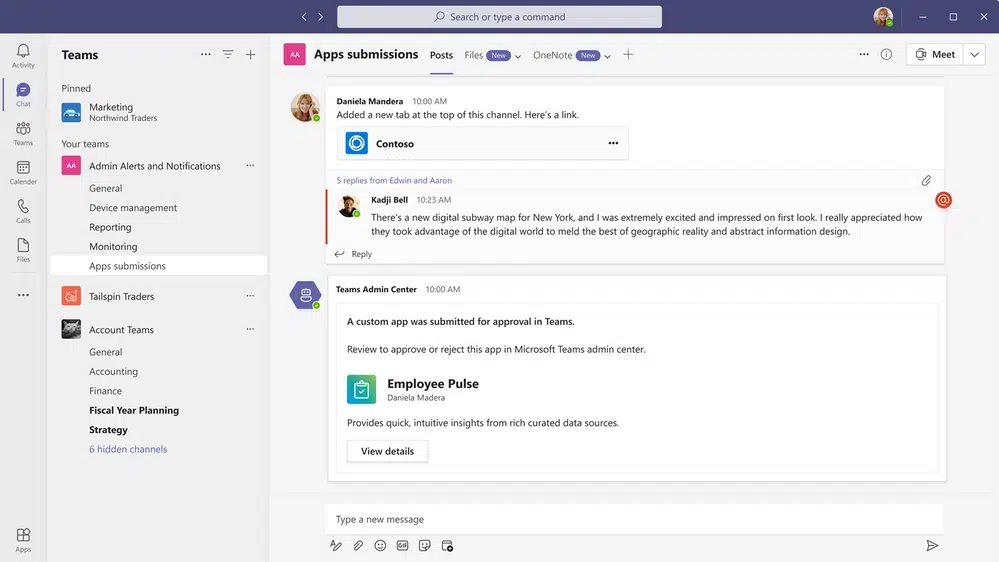 Search or type a command
Activity
Chat
Teams
Calender
Calls
Files
Apps
Teams
Pinned
Marketing
Northwind Traders
Your teams
AA Admin Alerts and Notifications
General
Device management
Reporting
Monitoring
Apps submissions
Tailspin Traders
Account Teams
General
Accounting
Finance
Fiscal Year Planning
Strategy
6 hidden channels
AA Apps submissions Posts Files New OneNote New Meet
Daniela Mandera 10:00 AM
Added a new tab at the top of this channel. Here's a link.
Contoso
5 replies from Edwin and Aaron
Kadji Bell 10:23 AM
There's a new digital subway map for New York, and I was extremely excited and impressed on first look. I really appreciated how
they took advantage of the digital world to meld the best of geographic reality and abstract information design.
@
Reply
Teams Admin Center 10:00 AM
A custom app was submitted for approval in Teams.
Review to approve or reject this app in Microsoft Teams admin center.
Employee Pulse
Daniela Madera
Provides quick, intuitive insights from rich curated data sources.
View details
Type a new message
GIF